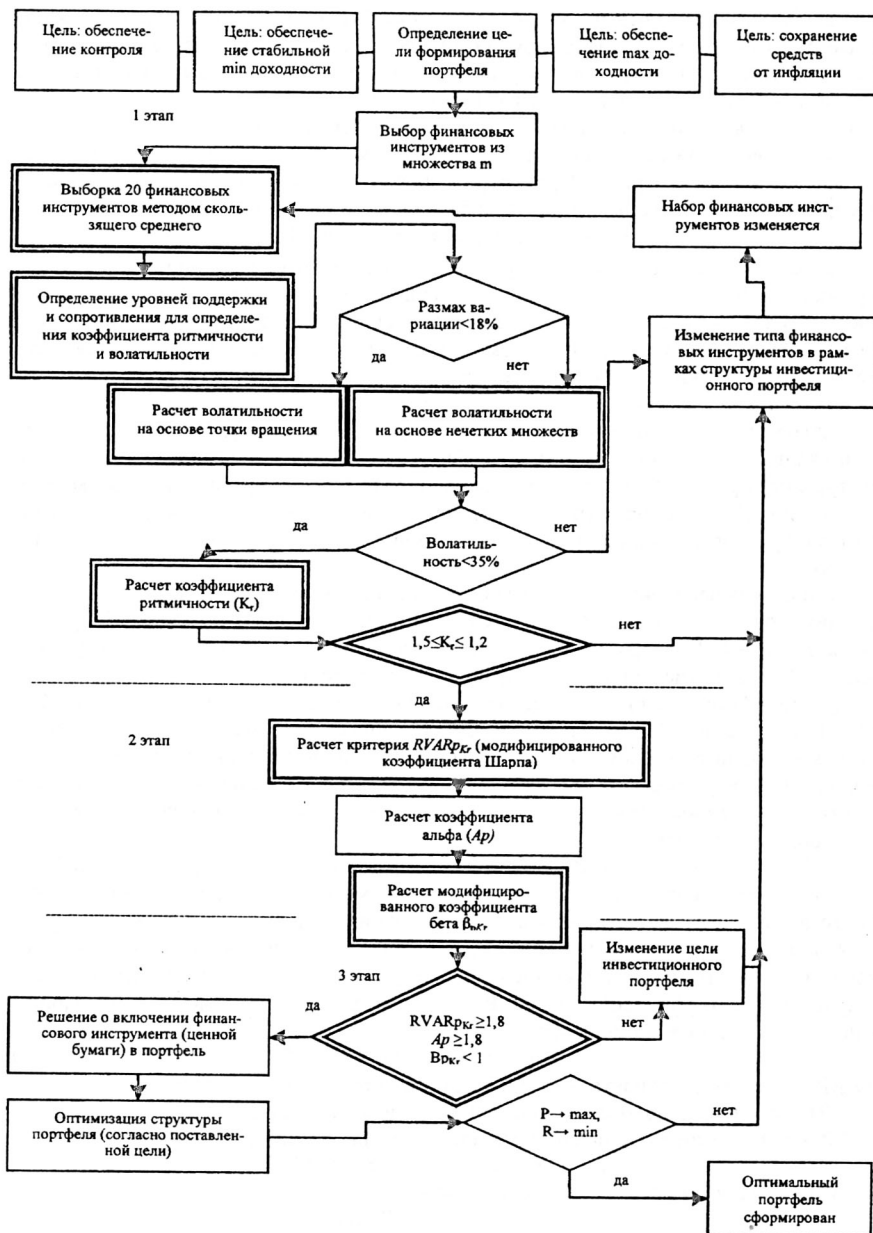 Цель: обеспече-
ние контроля
Цель: обеспече-
ние стабильной
min доходности
Определение це-
ли формирования
портфеля
Цель: обеспе-
чение max до-
ходности
Цель: сохранение
средств
от инфляции
1 этап
Выбор финансовых
инструментов из
множества m
Выборка 20 финансовых
инструментов методом сколь-
зящего среднего
Набор финансовых инст-
рументов изменяется
Определение уровней поддержки
и сопротивления для определе-
ния коэффициента ритмичности
и волатильности
Размах ва-
риации<18%
Изменение типа финансо-
вых инструментов в рам-
ках структуры инвестици-
онного портфеля
да
нет
Расчет волатильности
на основе точки вращения
Расчет волатильности
на основе нечетких множеств
да
нет
Волатиль-
ность<35%
Расчет коэффициента
ритмичности (Kr)
1,5≤Kr≤ 1,2
нет
да
2 этап
Расчет критерия RVARpKr (модифицированного
коэффициента Шарпа)
Расчет коэффициента
альфа (Ap)
Расчет модифициро-
ванного коэффициента
бета βpKr
Изменение цели
инвестиционного
портфеля
3 этап
да
Решение о включении финан-
сового инструмента (ценной
бумаги) в портфель
RVARpKr ≥1,8
Ap ≥1,8
BpKr < 1
нет
Оптимизация структуры
портфеля (согласно поставлен-
ной цели)
P→ max,
R→ min
нет
да
Оптимальный
портфель
сформирован